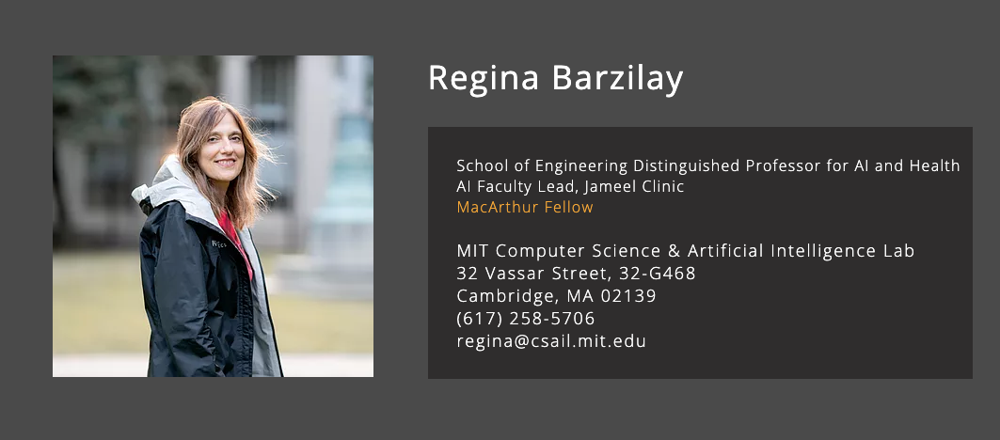 Regina Barzilay
School of Engineering Distinguished Professor for AI and Health
AI Faculty Lead, Jameel Clinic
MacArthur Fellow
MIT Computer Science & Artificial Intelligence Lab
32 Vassar Street, 32-G468
Cambridge, MA 02139
(617) 258-5706
regina@csail.mit.edu